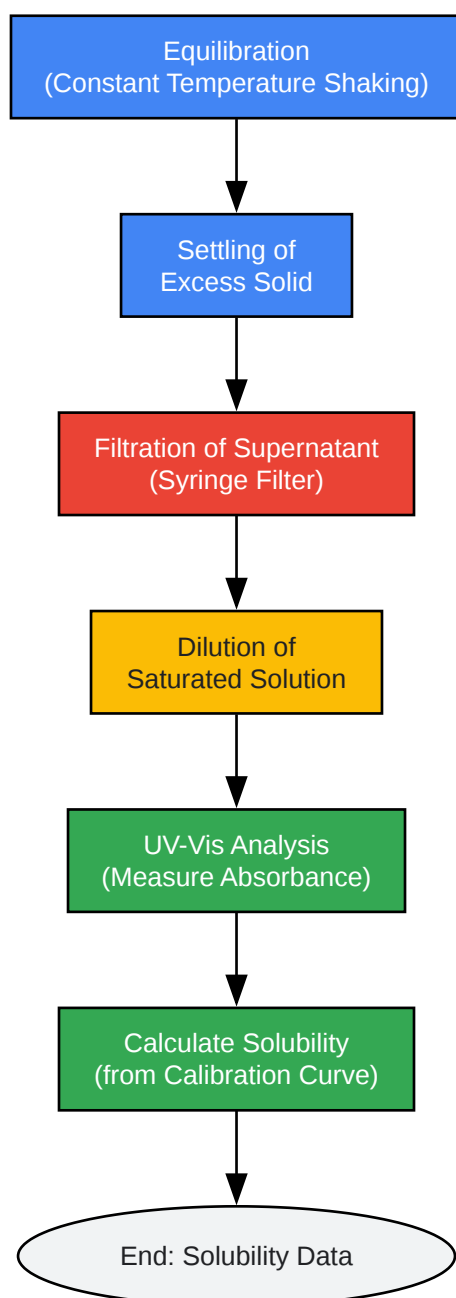 Equilibration
(Constant Temperature Shaking)
Settling of
Excess Solid
Filtration of Supernatant
(Syringe Filter)
Dilution of
Saturated Solution
UV-Vis Analysis
(Measure Absorbance)
Calculate Solubility
(from Calibration Curve)
End: Solubility Data